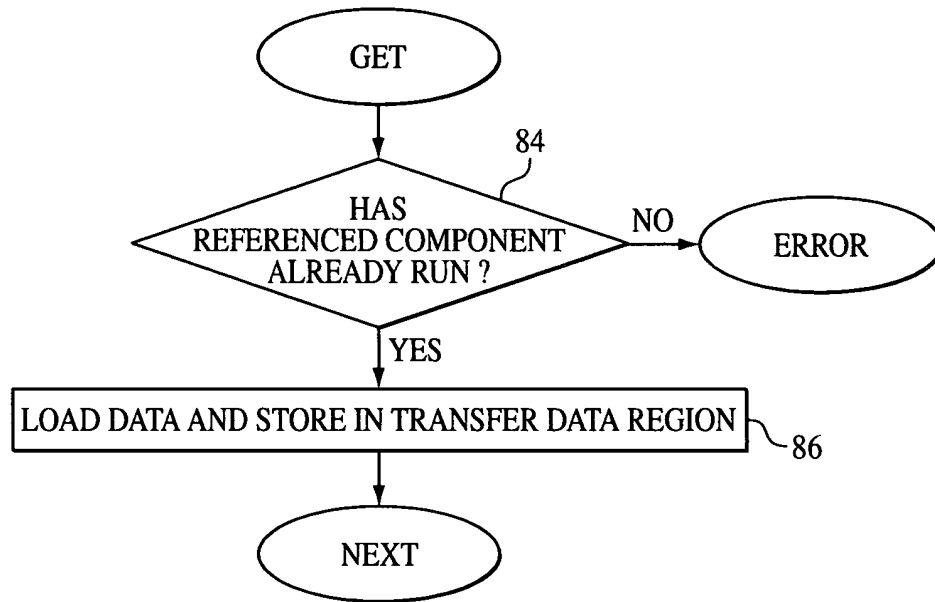 GET
84
HAS
REFERENCED COMPONENT
ALREADY RUN ?
NO
ERROR
YES
LOAD DATA AND STORE IN TRANSFER DATA REGION
86
NEXT